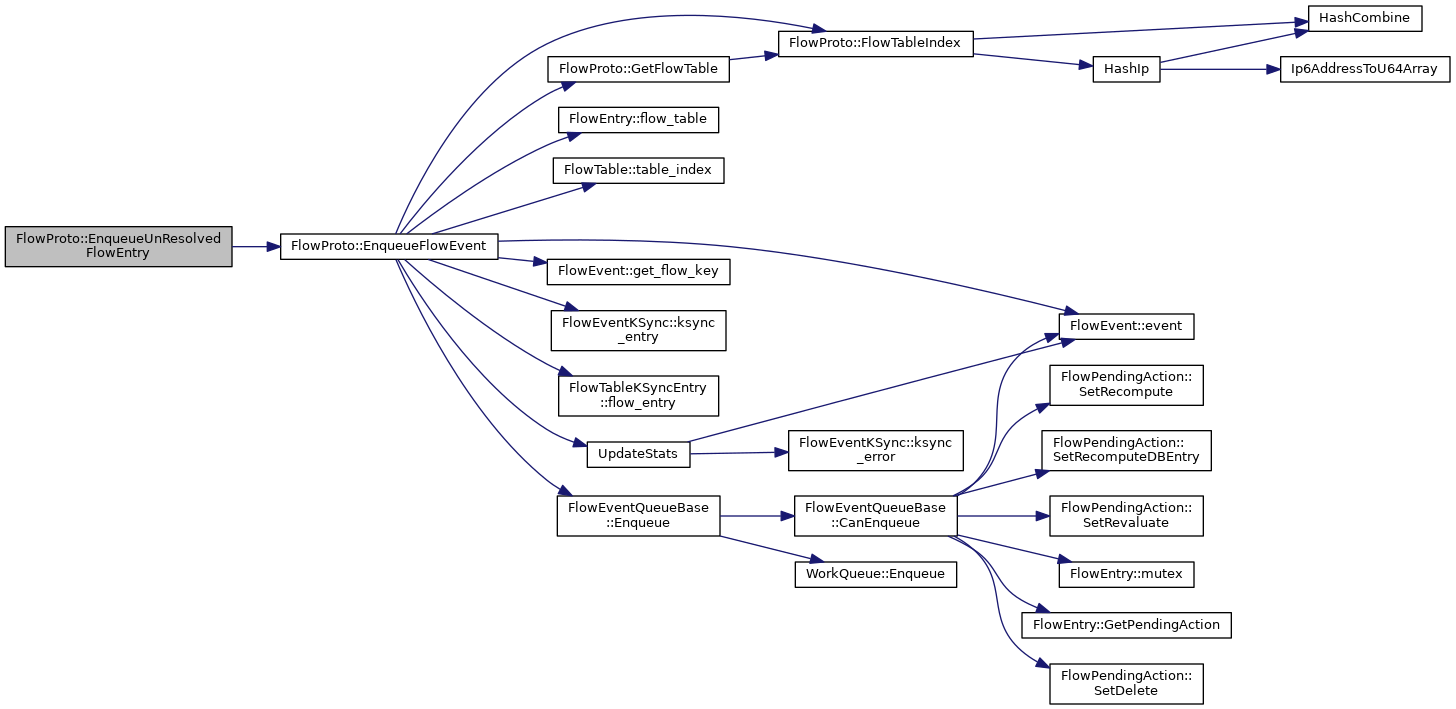 FlowProto::EnqueueUnResolved
FlowEntry
FlowProto::EnqueueFlowEvent
FlowProto::FlowTableIndex
FlowProto::GetFlowTable
FlowEntry::flow_table
FlowTable::table_index
FlowEvent::get_flow_key
FlowEventKSync::ksync
_entry
FlowTableKSyncEntry
::flow_entry
UpdateStats
FlowEventQueueBase
::Enqueue
HashCombine
HashIp
Ip6AddressToU64Array
FlowEvent::event
FlowEventKSync::ksync
_error
FlowEventQueueBase
::CanEnqueue
WorkQueue::Enqueue
FlowPendingAction::
SetRecompute
FlowPendingAction::
SetRecomputeDBEntry
FlowPendingAction::
SetRevaluate
FlowEntry::mutex
FlowEntry::GetPendingAction
FlowPendingAction::
SetDelete